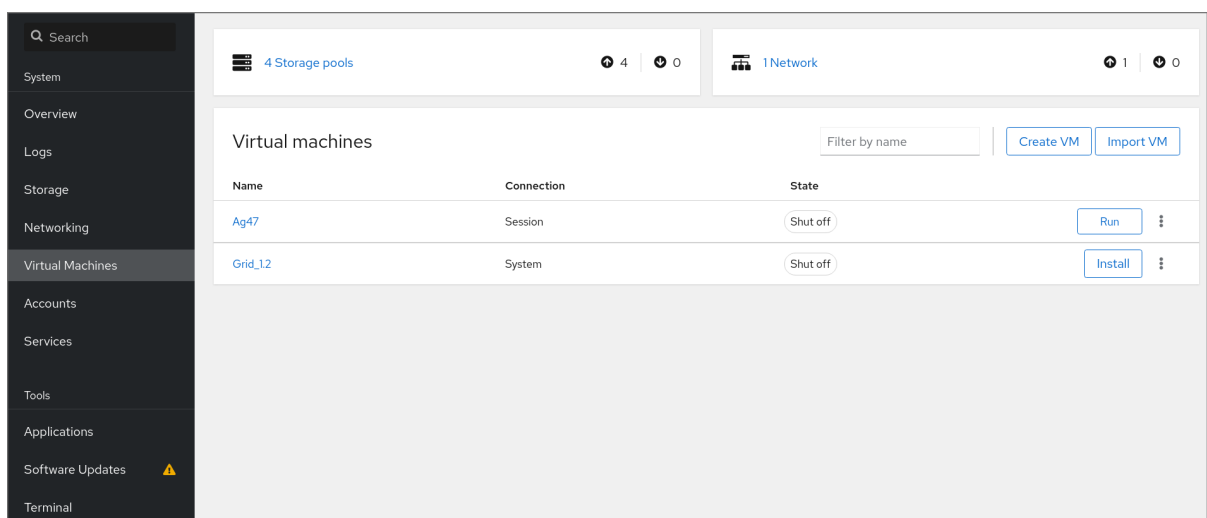 Search
System
Overview
Logs
Storage
Networking
Virtual Machines
Accounts
Services
Tools
Applications
Software Updates
Terminal
4 Storage pools 4 0
1 Network 1 0
Virtual machines Filter by name Create VM Import VM
Name Connection State
Ag47 Session Shut off Run
Grid_1.2 System Shut off Install